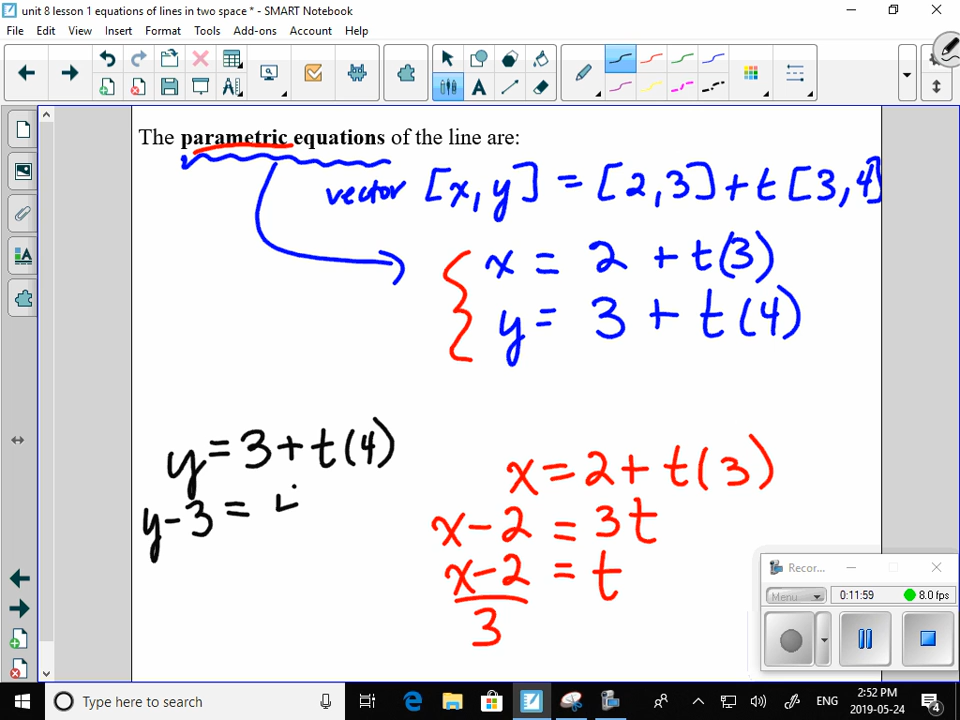 unit 8 lesson 1 equations of lines in two space * - SMART Notebook
File Edit View Insert Format Tools Add-ons Account Help
The parametric equations of the line are:
vector [x,y] = [2,3]+t[3,4]
x = 2 + t(3)
y = 3 + t(4)
y=3+t(4)
y-3 =
x=2+t(3)
x-2 = 3t
x-2 = t
3
Recor...
Menu 0:11:59 8.0 fps
Type here to search
ENG
2:52 PM
2019-05-24
4